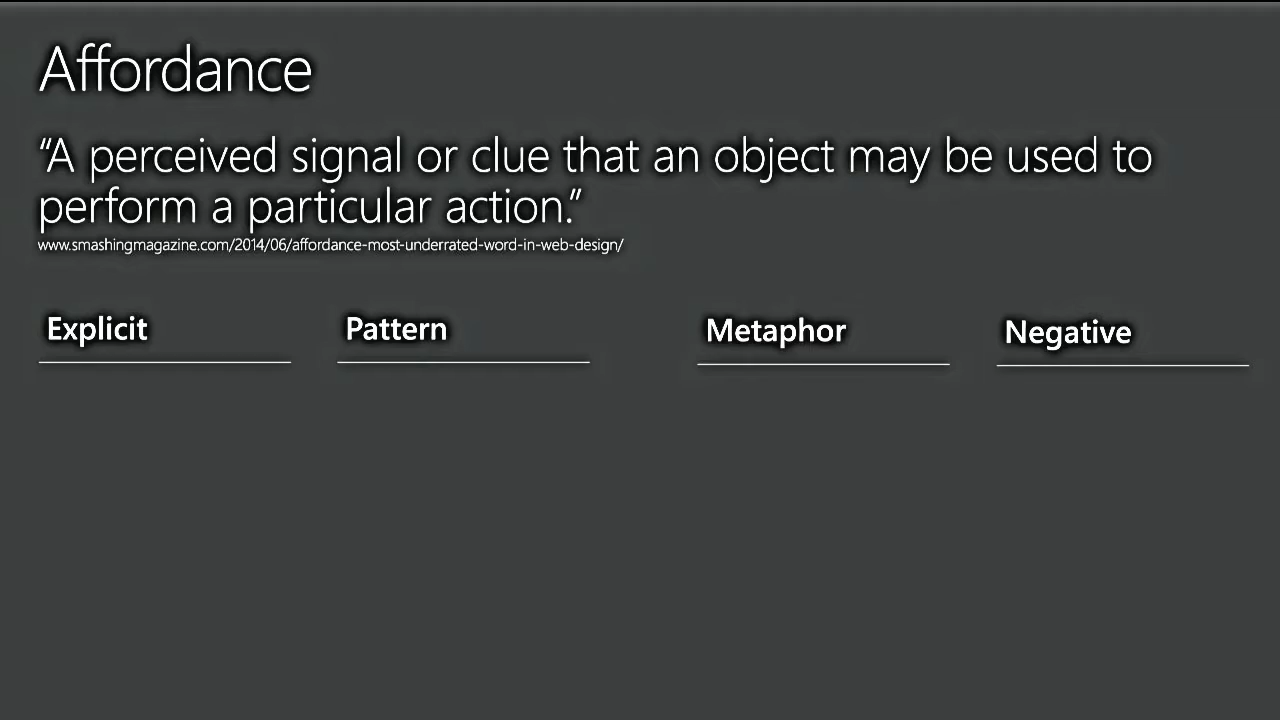 Affordance
“A perceived signal or clue that an object may be used to
perform a particular action.”
www.smashingmagazine.com/2014/06/affordance-most-underrated-word-in-web-design/
Explicit
Pattern
Metaphor
Negative